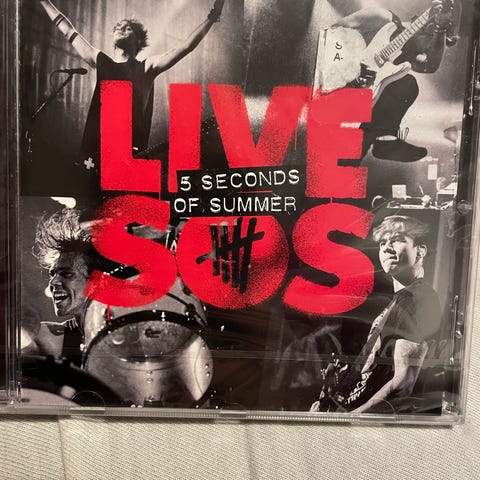 LIVE
5 SECONDS
OF SUMMER
SOS